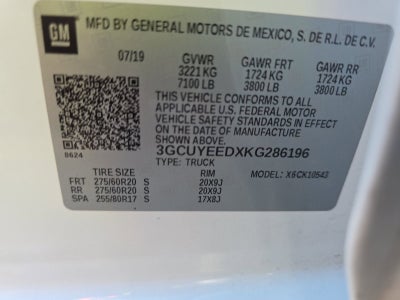 GM MFD BY GENERAL MOTORS DE MEXICO, S. DE R.L. DE C.V.
07/19 GVWR GAWR FRT GAWR RR
3221 KG 1724 KG 1724 KG
7100 LB 3800 LB 3800 LB
THIS VEHICLE CONFORMS TO ALL
APPLICABLE U.S. FEDERAL MOTOR
VEHICLE SAFETY STANDARDS IN EFFECT
ON THE DATE OF MANUFACTURE
SHOWN ABOVE.
8624 3GCUYEEDXKG286196
TYPE: TRUCK
TIRE SIZE RIM MODEL: X6CK10543
FRT 275/60R20 S 20X9J
RR 275/60R20 S 20X9J
SPA 255/80R17 S 17X8J